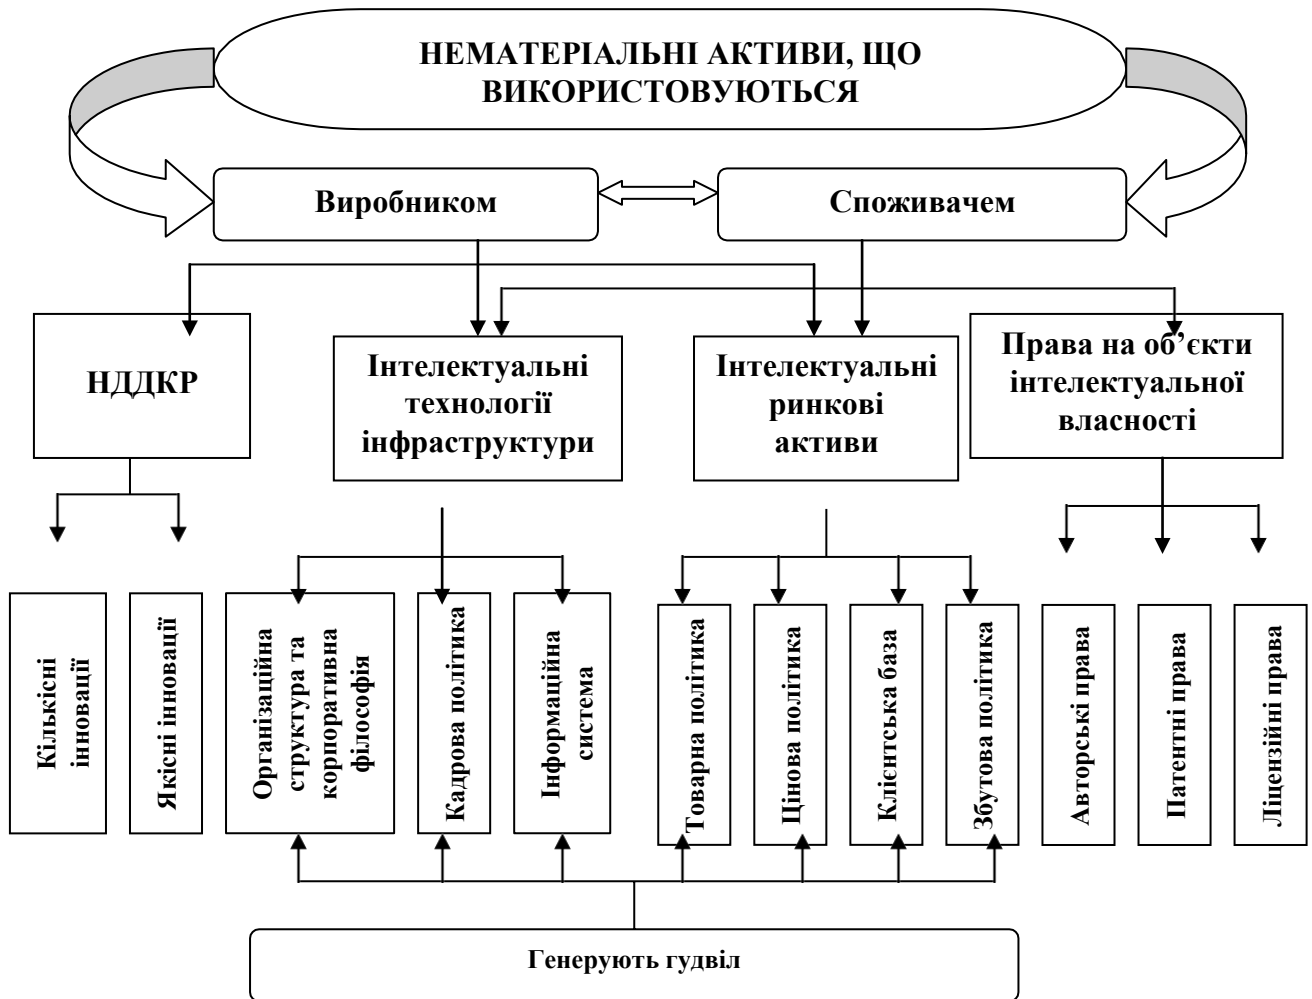 НЕМАТЕРІАЛЬНІ АКТИВИ, ЩО
ВИКОРИСТОВУЮТЬСЯ
Виробником
Споживачем
НДДКР
Інтелектуальні
технології
інфраструктури
Інтелектуальні
ринкові
активи
Права на об’єкти
інтелектуальної
власності
Кількісні
інновації
Якісні інновації
Організаційна
структура та
корпоративна
філософія
Кадрова політика
Інформаційна
система
Товарна політика
Цінова політика
Клієнтська база
Збутова політика
Авторські права
Патентні права
Ліцензійні права
Генерують гудвіл